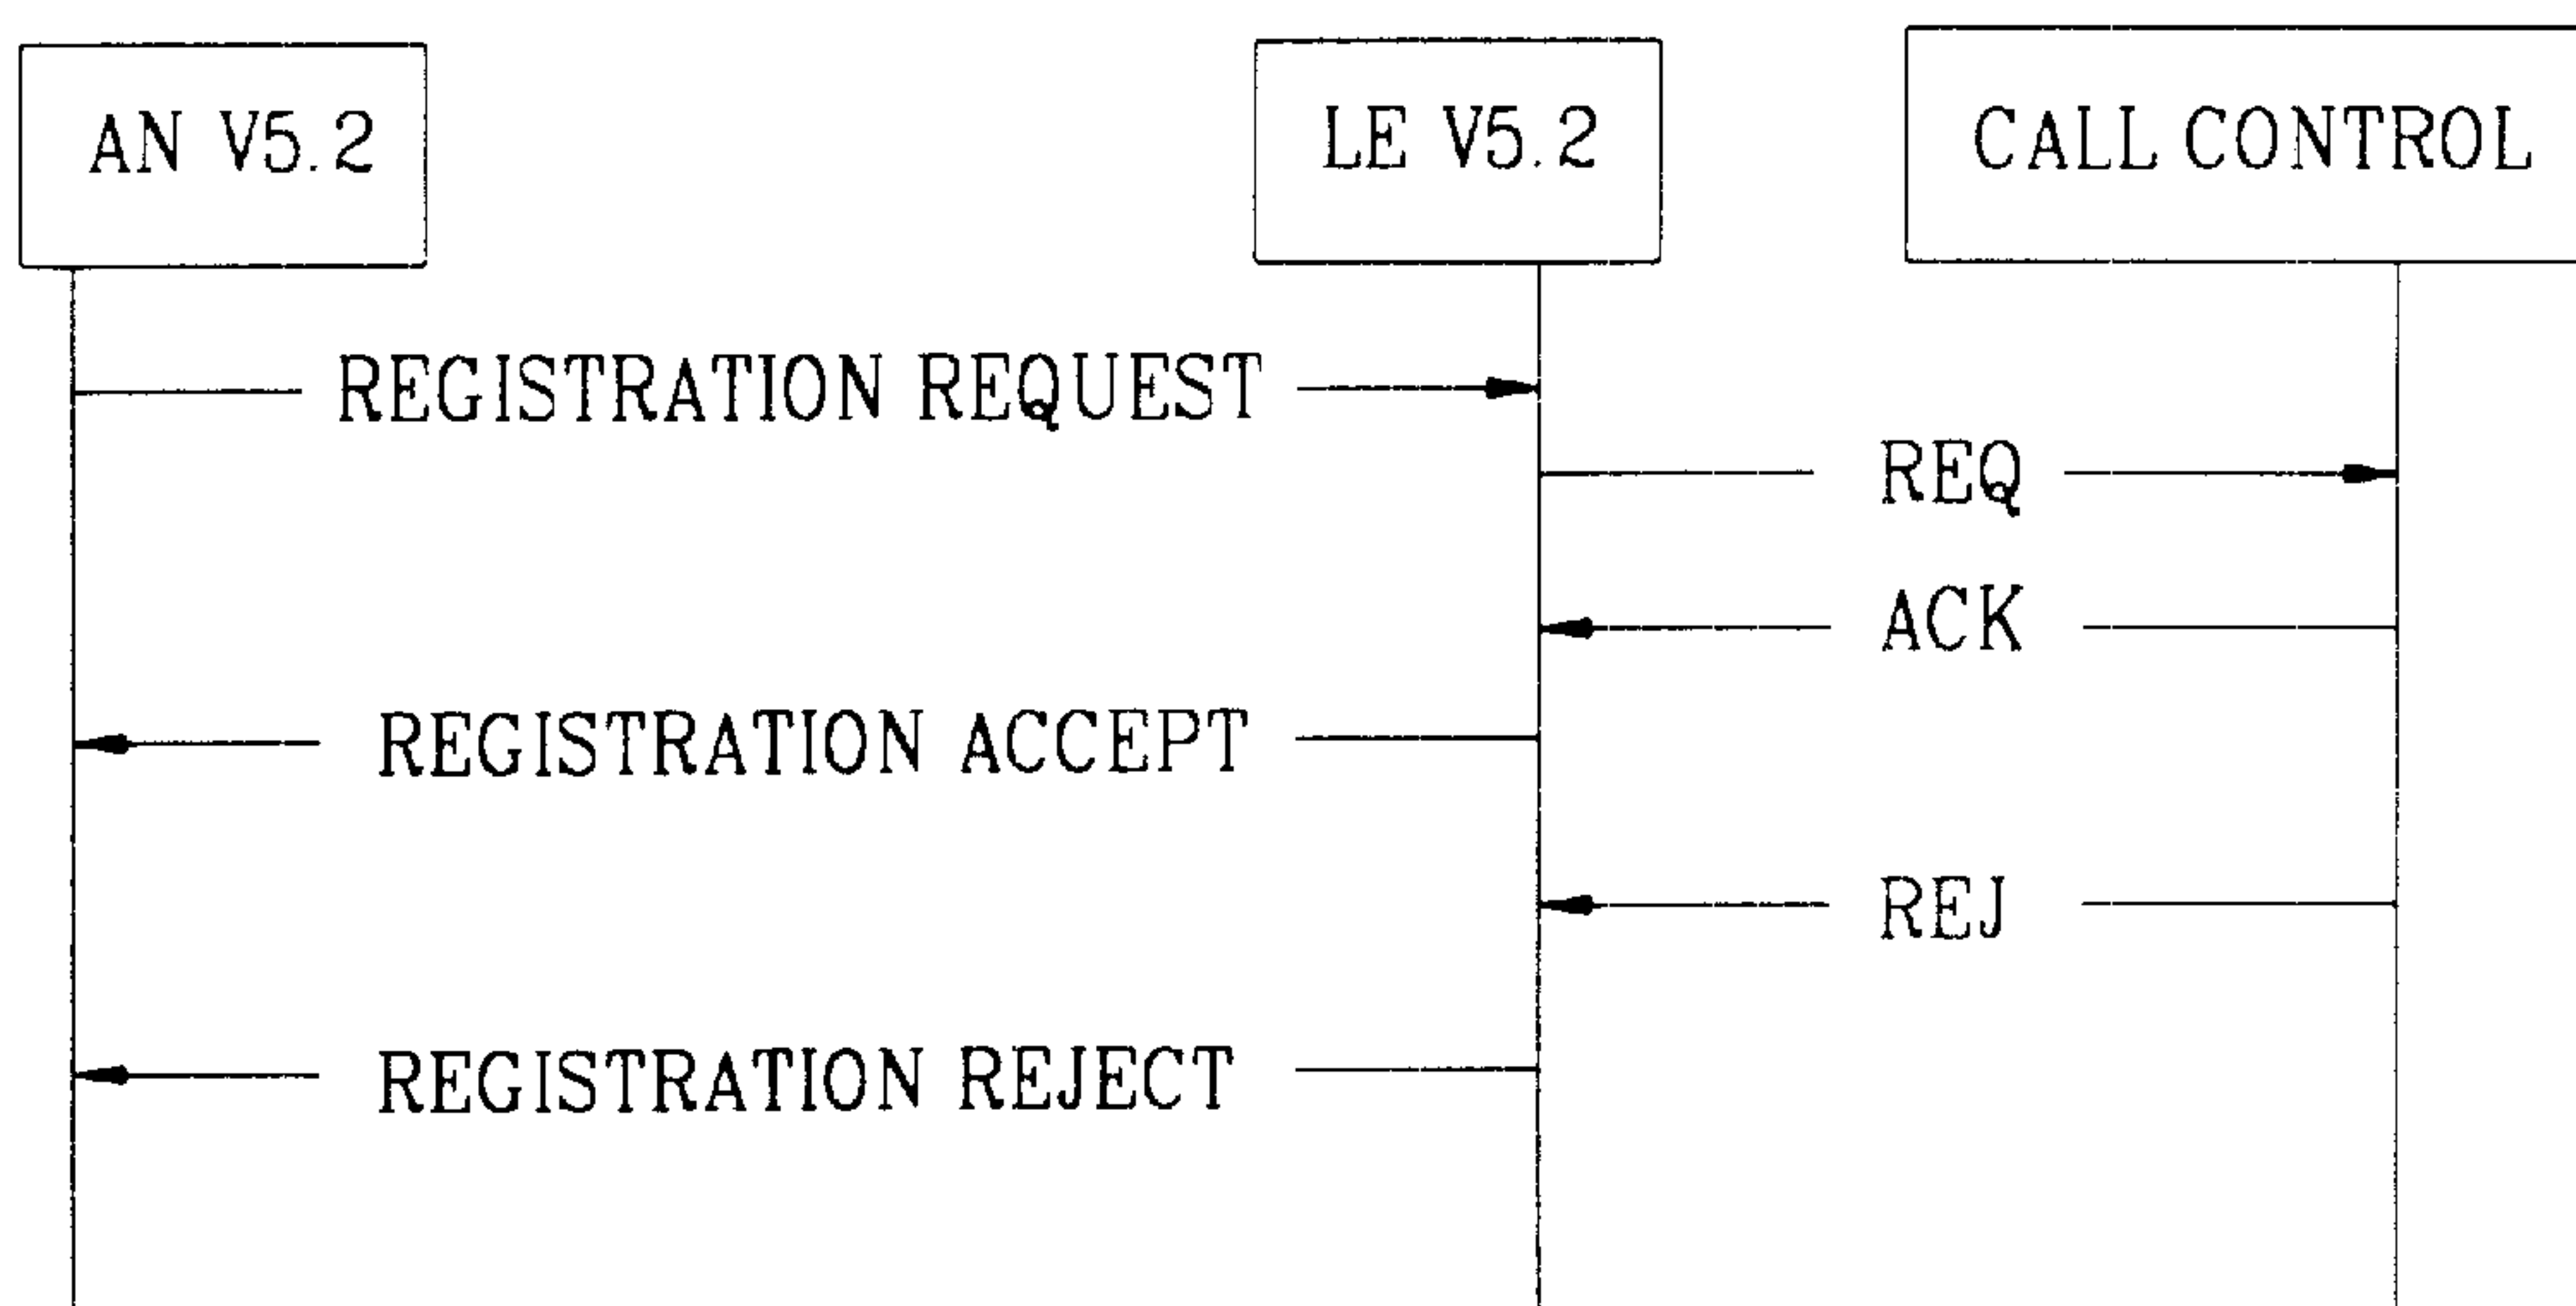 AN V5.2
LE V5.2
CALL CONTROL
REGISTRATION REQUEST
REQ
ACK
REGISTRATION ACCEPT
REJ
REGISTRATION REJECT